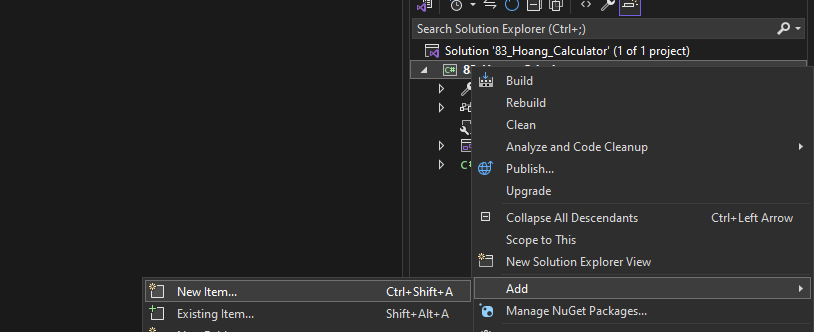 Search Solution Explorer (Ctrl+;)
Solution '83_Hoang_Calculator' (1 of 1 project)
C#
Build
Rebuild
Clean
Analyze and Code Cleanup
Publish...
Upgrade
Collapse All Descendants Ctrl+Left Arrow
Scope to This
New Solution Explorer View
Add
Manage NuGet Packages...
New Item... Ctrl+Shift+A
Existing Item... Shift+Alt+A